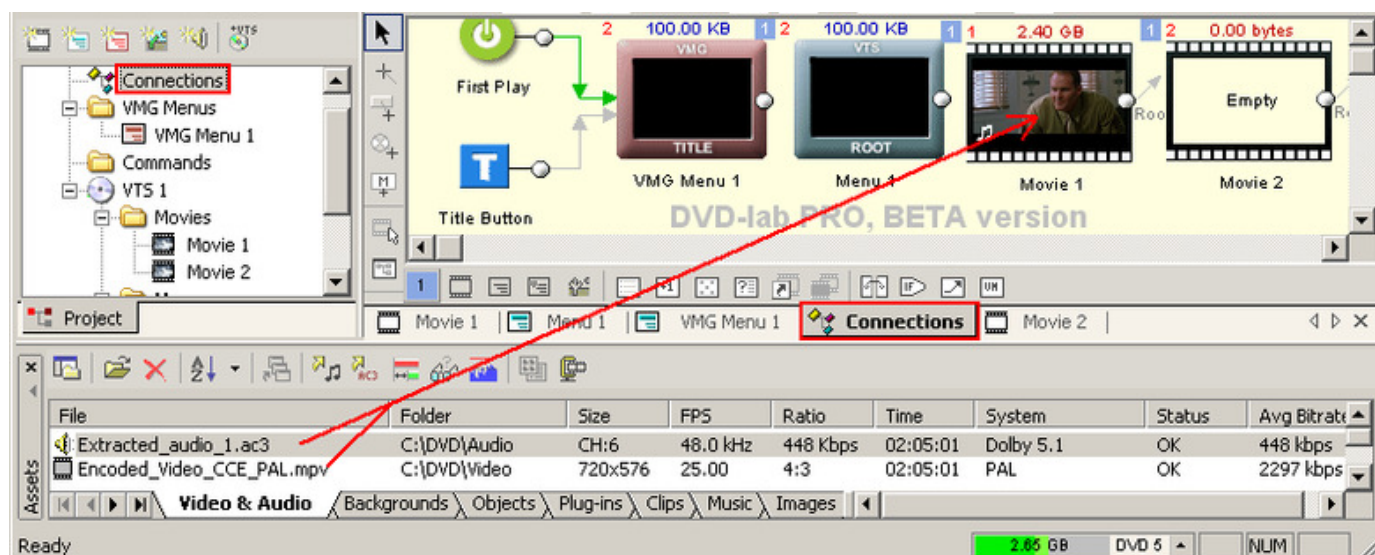 +VTS
Connections
VMG Menus
VMG Menu 1
Commands
VTS 1
Movies
Movie 1
Movie 2
Project
First Play
T
Title Button
2 100.00 KB 1
VMG
TITLE
VMG Menu 1
2 100.00 KB 1
VTS
ROOT
Menu 1
1 2.40 GB 1
Roo
Movie 1
2 0.00 bytes
Empty
Movie 2
DVD-lab PRO, BETA version
M
1
+1
?
IF
VM
Movie 1 Menu 1 VMG Menu 1 Connections Movie 2
AC3
File Folder Size FPS Ratio Time System Status Avg Bitrate
Extracted_audio_1.ac3 C:\DVD\Audio CH:6 48.0 kHz 448 Kbps 02:05:01 Dolby 5.1 OK 448 kbps
Encoded_Video_CCE_PAL.mpv C:\DVD\Video 720x576 25.00 4:3 02:05:01 PAL OK 2297 kbps
Assets
Video & Audio Backgrounds Objects Plug-ins Clips Music Images
Ready 2.65 GB DVD 5 NUM